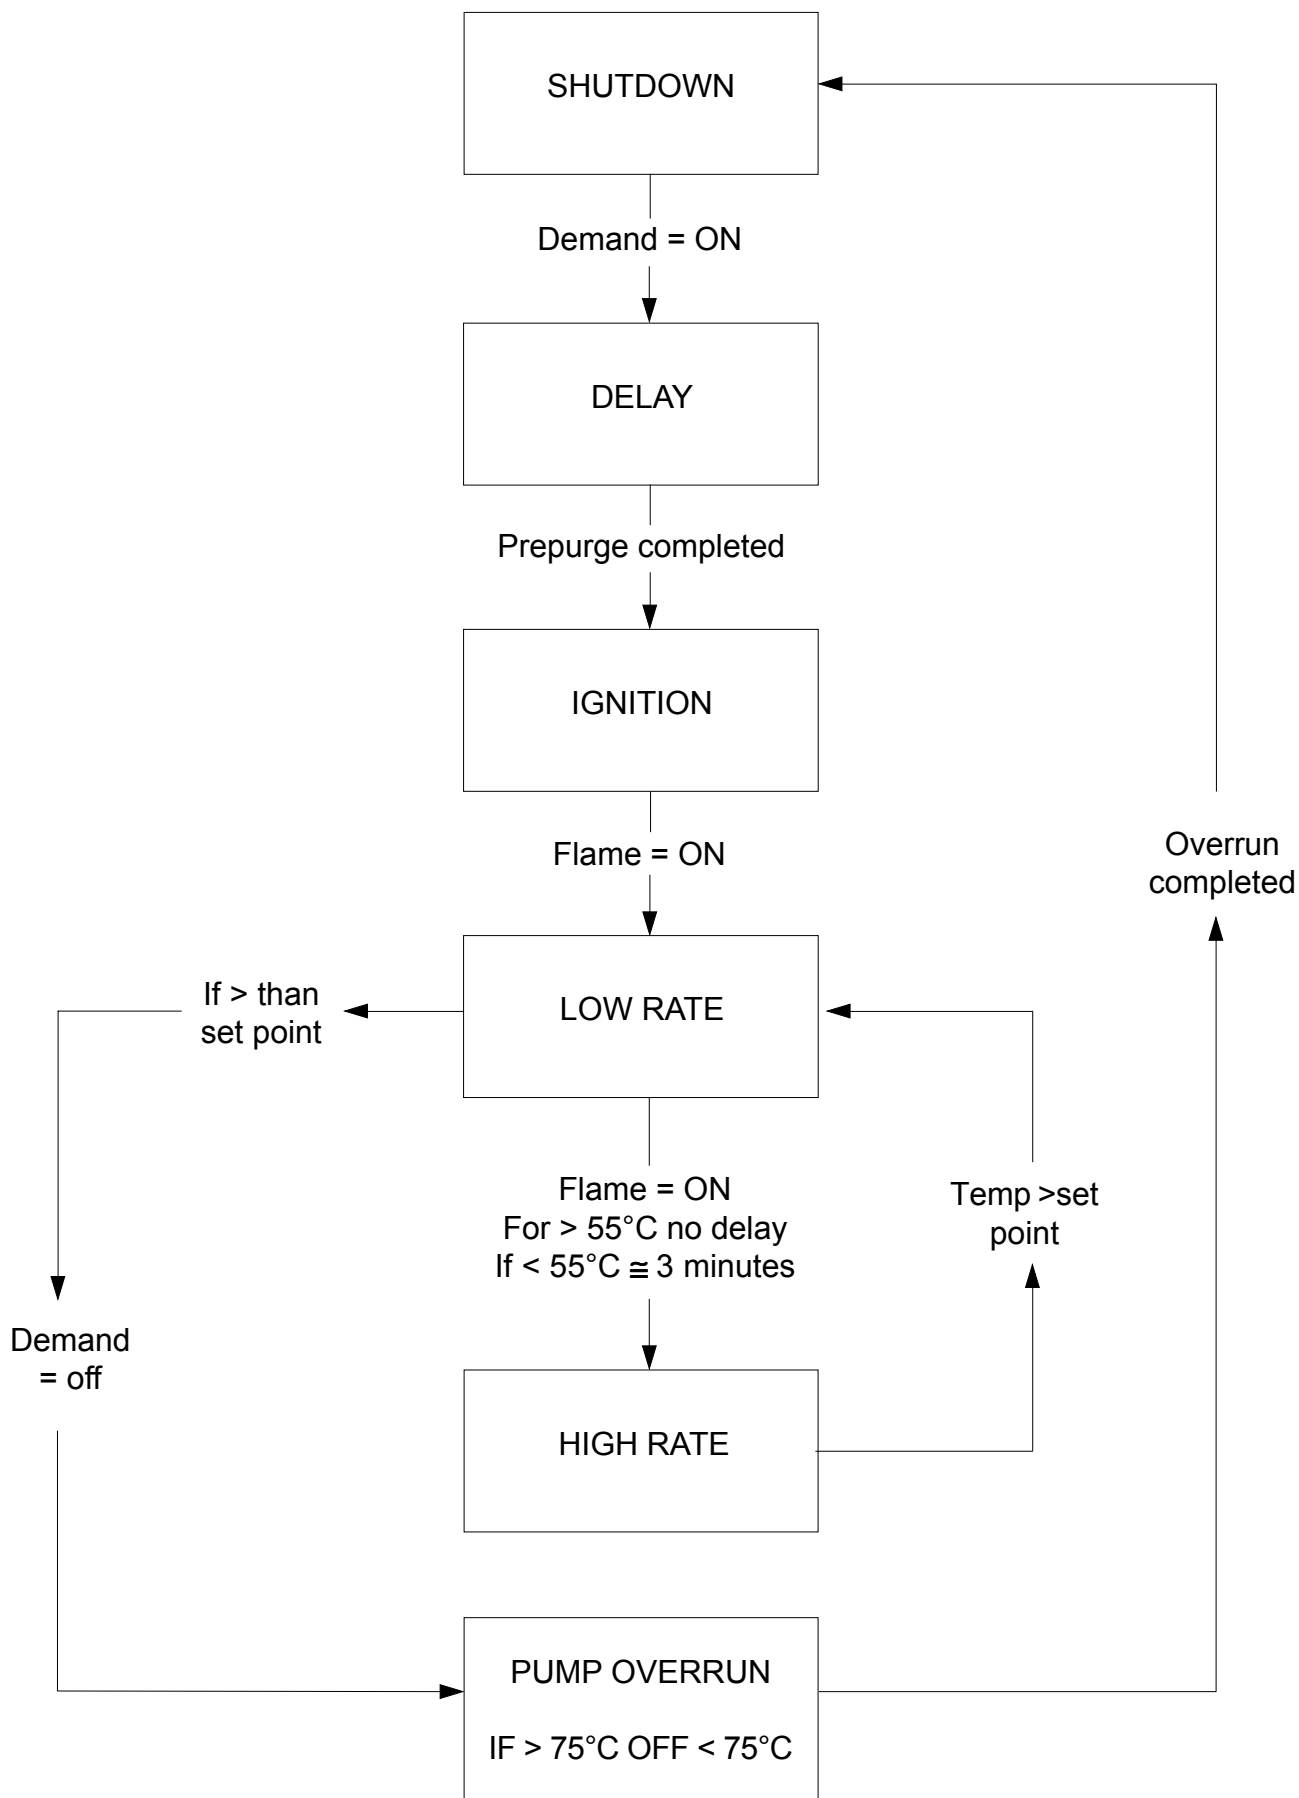 SHUTDOWN
Demand = ON
DELAY
Prepurge completed
IGNITION
Flame = ON
Overrun
completed
If > than
set point
LOW RATE
Flame = ON
For > 55°C no delay
If < 55°C ≅ 3 minutes
Temp >set
point
Demand
= off
HIGH RATE
PUMP OVERRUN
IF > 75°C OFF < 75°C